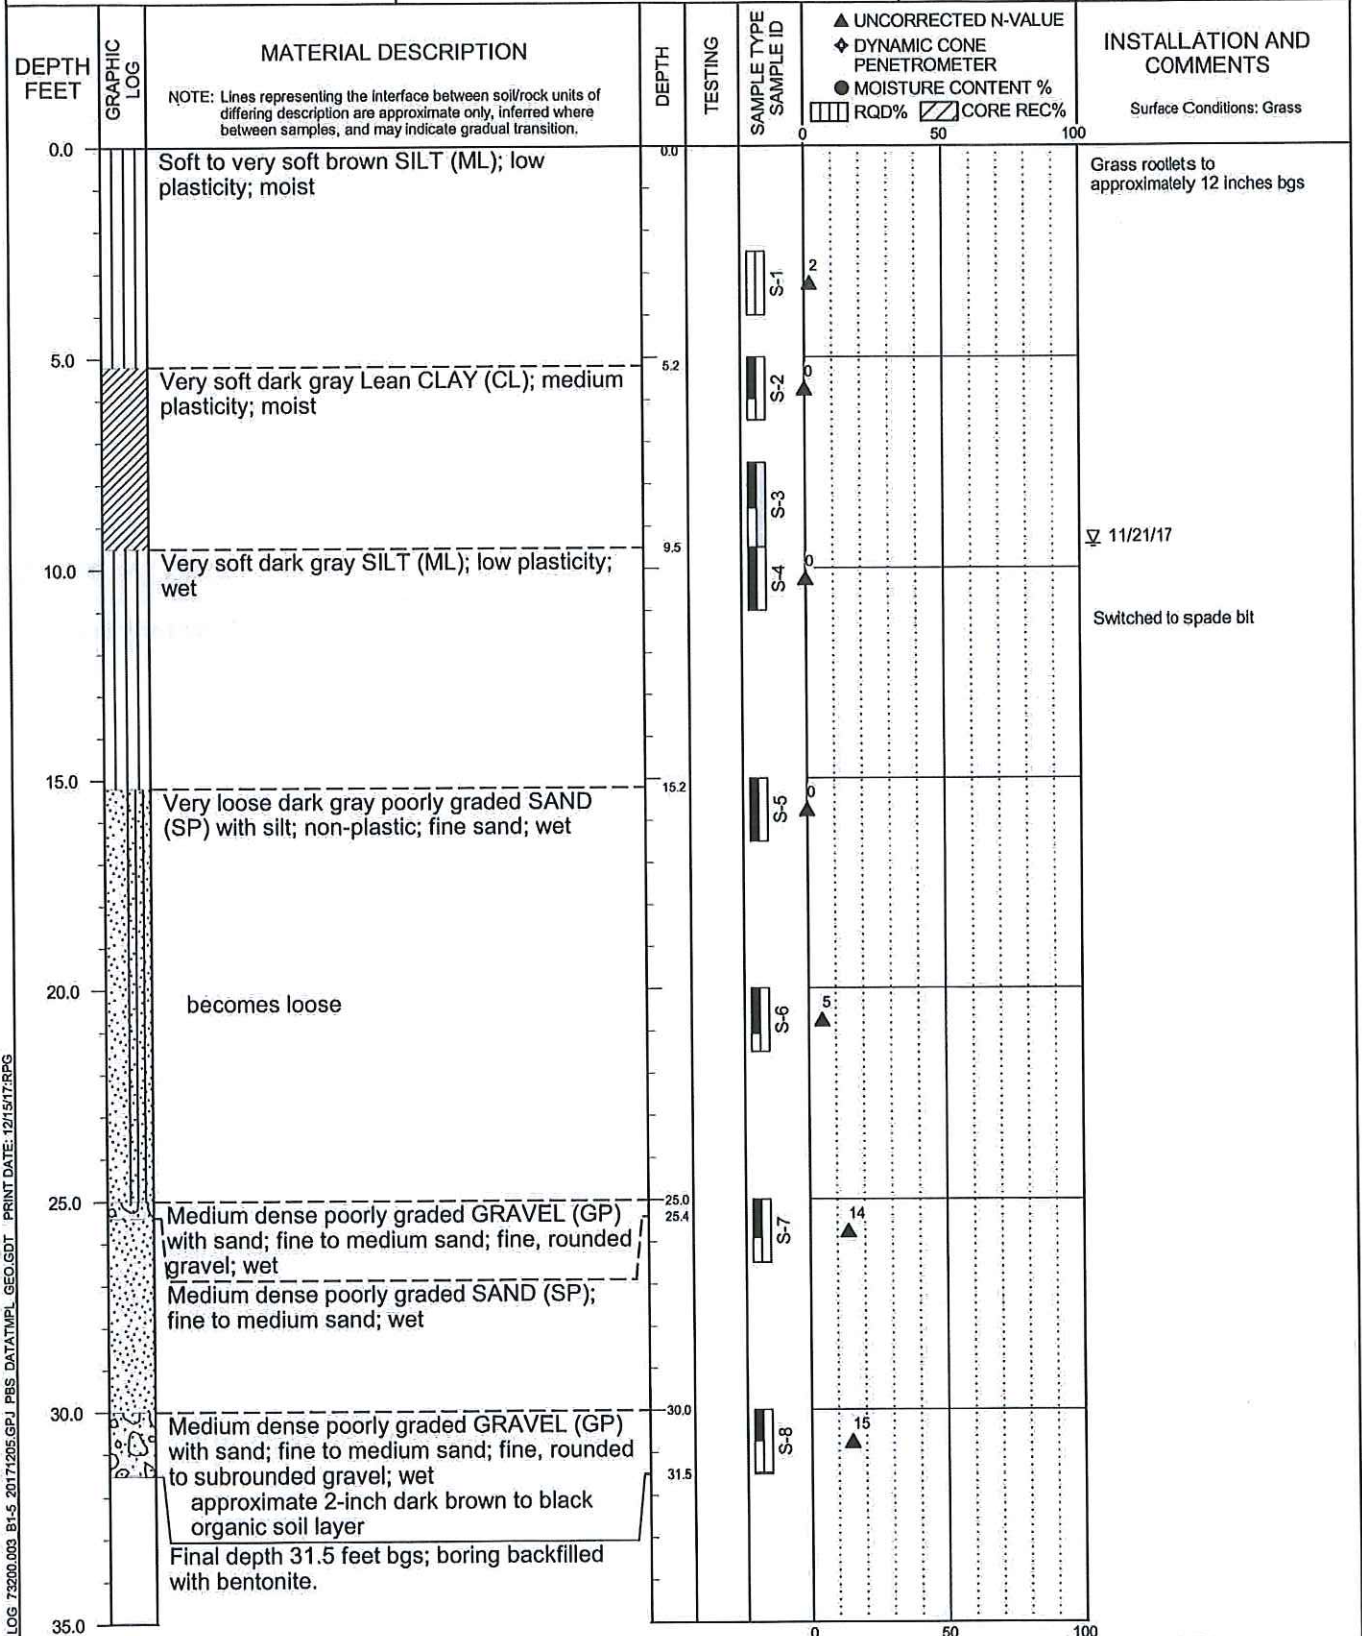 DEPTH
FEET
GRAPHIC
LOG
MATERIAL DESCRIPTION
NOTE: Lines representing the interface between soil/rock units of
differing description are approximate only, inferred where
between samples, and may indicate gradual transition.
DEPTH
TESTING
SAMPLE TYPE
SAMPLE ID
▲ UNCORRECTED N-VALUE
DYNAMIC CONE
PENETROMETER
● MOISTURE CONTENT %
RQD% CORE REC%
0 50 100
INSTALLATION AND
COMMENTS
Surface Conditions: Grass
0.0
Soft to very soft brown SILT (ML); low
plasticity; moist
0.0
Grass rootlets to
approximately 12 inches bgs
S-1
2
5.0
5.2
Very soft dark gray Lean CLAY (CL); medium
plasticity; moist
S-2
0
S-3
9.5
11/21/17
10.0
Very soft dark gray SILT (ML); low plasticity;
wet
S-4
0
Switched to spade bit
15.0
15.2
Very loose dark gray poorly graded SAND
(SP) with silt; non-plastic; fine sand; wet
S-5
0
20.0
becomes loose
S-6
5
25.0
25.0
25.4
Medium dense poorly graded GRAVEL (GP)
with sand; fine to medium sand; fine, rounded
gravel; wet
S-7
14
Medium dense poorly graded SAND (SP);
fine to medium sand; wet
30.0
30.0
Medium dense poorly graded GRAVEL (GP)
with sand; fine to medium sand; fine, rounded
to subrounded gravel; wet
approximate 2-inch dark brown to black
organic soil layer
S-8
15
31.5
Final depth 31.5 feet bgs; boring backfilled
with bentonite.
35.0
0 50 100
LOG 73200.003 B1-5 20171205.GPJ PBS DATATMPL GEO.GDT PRINT DATE: 12/15/17:RPG